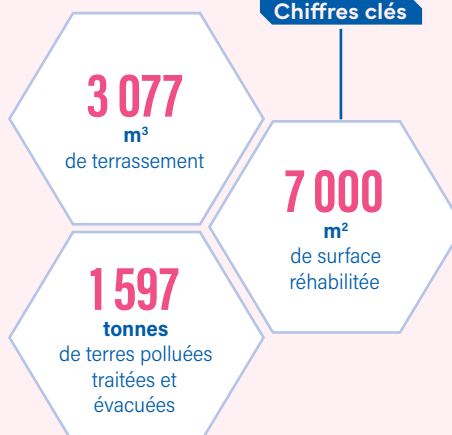 Chiffres clés
3 077
m³
de terrassement
7 000
m²
de surface
réhabilitée
1 597
tonnes
de terres polluées
traitées et
évacuées